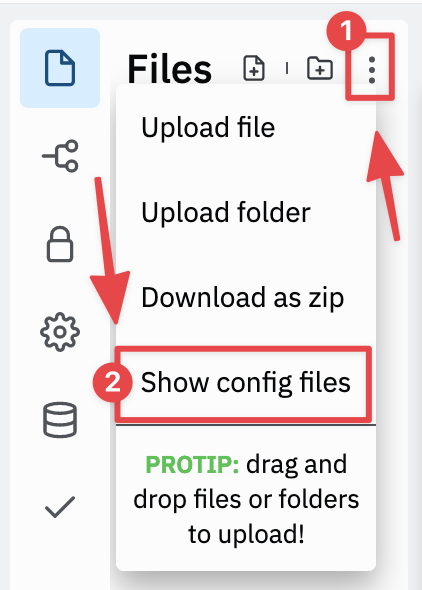 1
Files
Upload file
Upload folder
Download as zip
2 Show config files
PROTIP: drag and
drop files or folders
to upload!